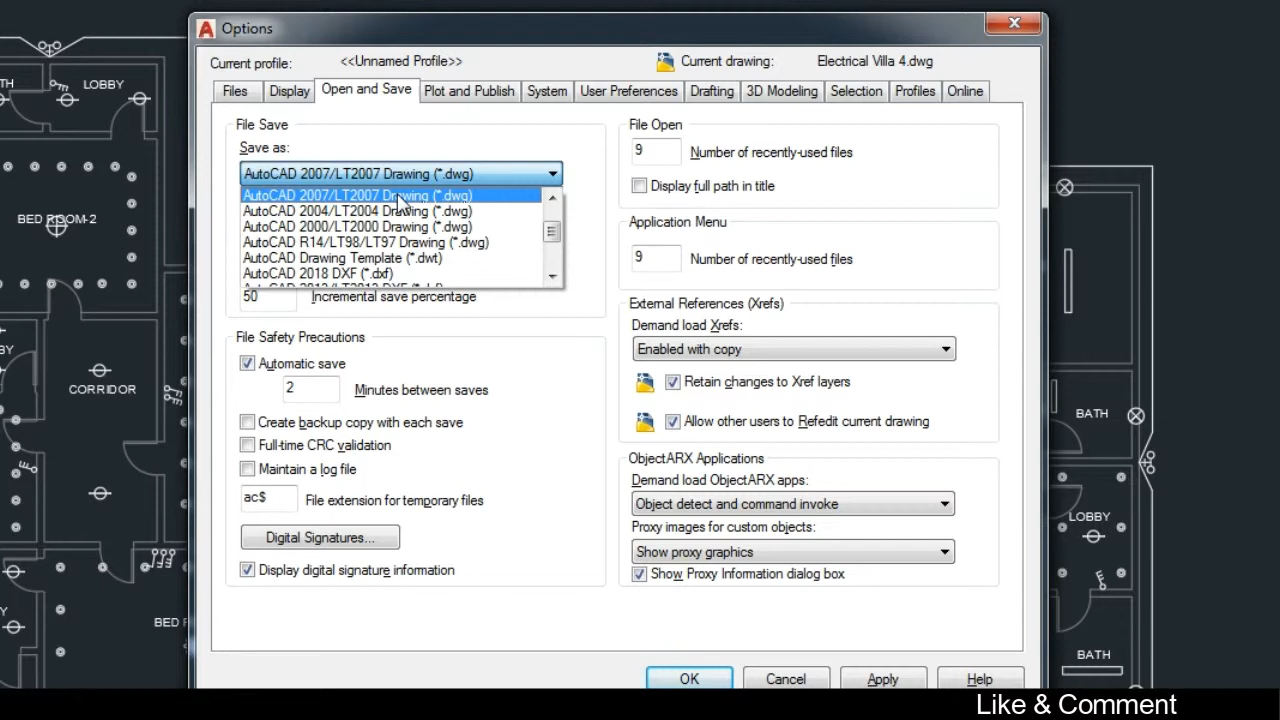 Options
Current profile:
<<Unnamed Profile>>
Current drawing:
Electrical Villa 4.dwg
Files
Display
Open and Save
Plot and Publish
System
User Preferences
Drafting
3D Modeling
Selection
Profiles
Online
File Save
Save as:
AutoCAD 2007/LT2007 Drawing (*.dwg)
AutoCAD 2007/LT2007 Drawing (*.dwg)
AutoCAD 2004/LT2004 Drawing (*.dwg)
AutoCAD 2000/LT2000 Drawing (*.dwg)
AutoCAD R14/LT98/LT97 Drawing (*.dwg)
AutoCAD Drawing Template (*.dwt)
AutoCAD 2018 DXF (*.dxf)
50 Incremental save percentage
File Safety Precautions
Automatic save
2 Minutes between saves
Create backup copy with each save
Full-time CRC validation
Maintain a log file
ac$ File extension for temporary files
Digital Signatures...
Display digital signature information
File Open
9 Number of recently-used files
Display full path in title
Application Menu
9 Number of recently-used files
External References (Xrefs)
Demand load Xrefs:
Enabled with copy
Retain changes to Xref layers
Allow other users to Refedit current drawing
ObjectARX Applications
Demand load ObjectARX apps:
Object detect and command invoke
Proxy images for custom objects:
Show proxy graphics
Show Proxy Information dialog box
OK
Cancel
Apply
Help
LOBBY
BED ROOM-2
CORRIDOR
BED
BATH
LOBBY
BATH
Like & Comment